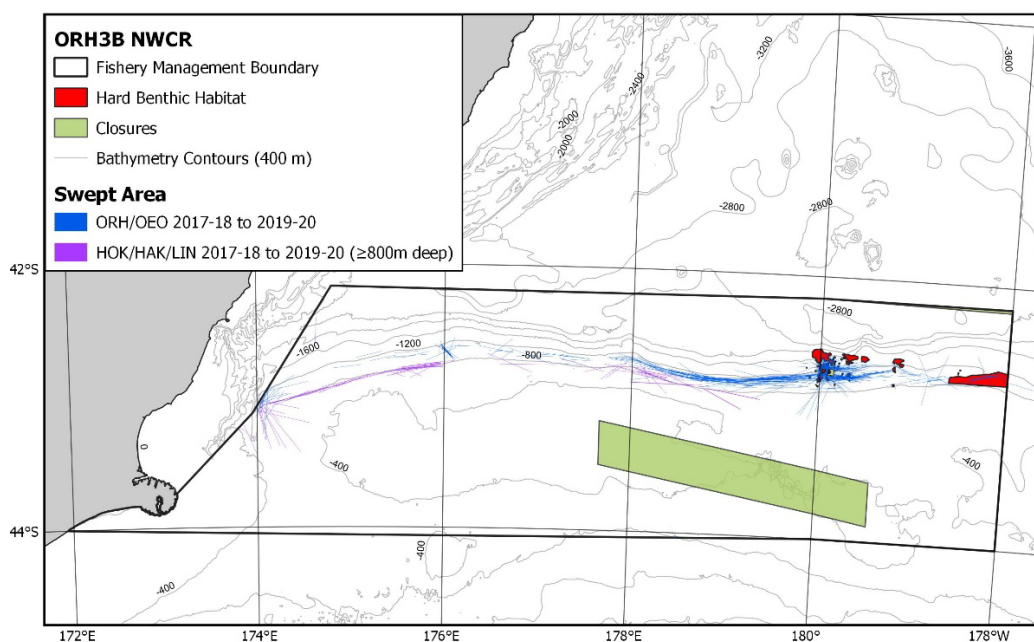 ORH3B NWCR
Fishery Management Boundary
Hard Benthic Habitat
Closures
Bathymetry Contours (400 m)
Swept Area
ORH/OEO 2017-18 to 2019-20
HOK/HAK/LIN 2017-18 to 2019-20 (≥800m deep)
-3200
-3600
-2400
-2000
-2000
-2800
-2800
-2800
42°S
-1600
-1200
-800
0
-400
-400
44°S
-400
-400
-400
172°E
174°E
176°E
178°E
180°
178°W